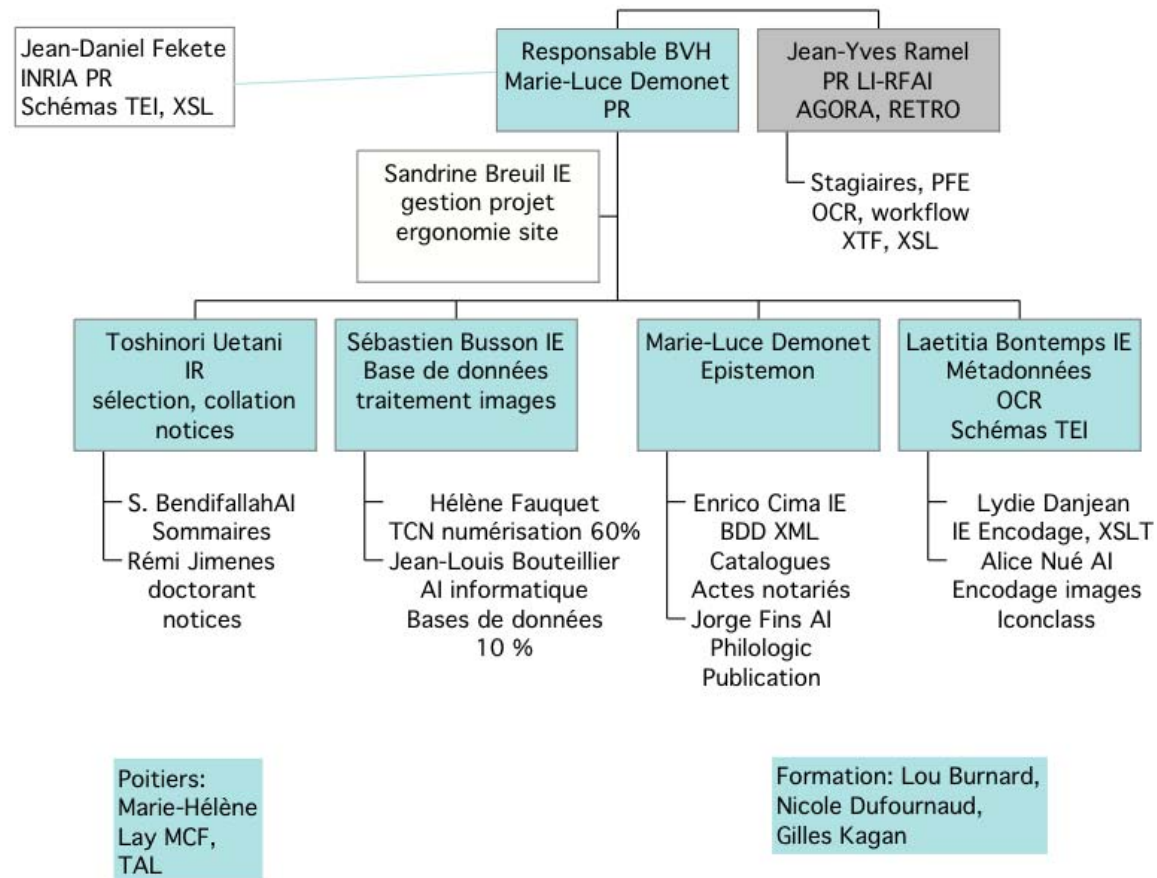 Jean-Daniel Fekete
INRIA PR
Schémas TEI, XSL
Responsable BVH
Marie-Luce Demonet
PR
Jean-Yves Ramel
PR LI-RFAI
AGORA, RETRO
Stagiaires, PFE
OCR, workflow
XTF, XSL
Sandrine Breuil IE
gestion projet
ergonomie site
Toshinori Uetani
IR
sélection, collation
notices
S. BendifallahAI
Sommaires
Rémi Jimenes
doctorant
notices
Sébastien Busson IE
Base de données
traitement images
Hélène Fauquet
TCN numérisation 60%
Jean-Louis Bouteillier
AI informatique
Bases de données
10 %
Marie-Luce Demonet
Epistemon
Enrico Cima IE
BDD XML
Catalogues
Actes notariés
Jorge Fins AI
Philologic
Publication
Laetitia Bontemps IE
Métadonnées
OCR
Schémas TEI
Lydie Danjean
IE Encodage, XSLT
Alice Nué AI
Encodage images
Iconclass
Poitiers:
Marie-Hélène
Lay MCF,
TAL
Formation: Lou Burnard,
Nicole Dufournaud,
Gilles Kagan